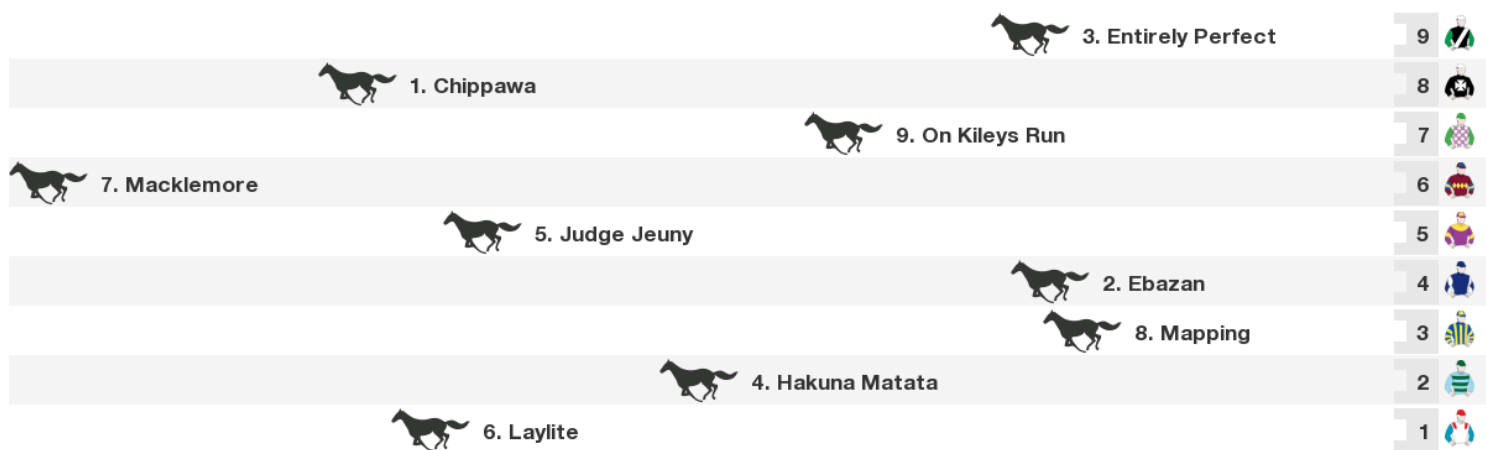 3. Entirely Perfect 9
1. Chippawa 8
9. On Kileys Run 7
7. Macklemore 6
5. Judge Jeuny 5
2. Ebazan 4
8. Mapping 3
4. Hakuna Matata 2
6. Laylite 1